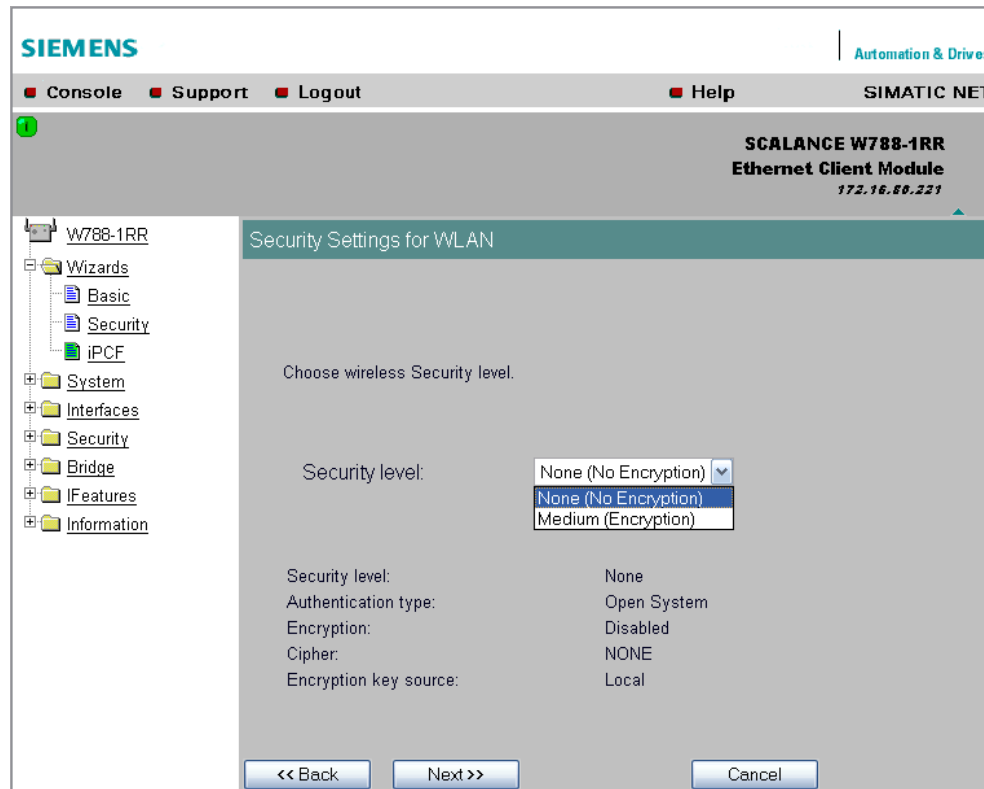 SIEMENS
Automation & Drives
Console Support Logout Help SIMATIC NET
SCALANCE W788-1RR
Ethernet Client Module
172.16.80.221
W788-1RR
Wizards
Basic
Security
iPCF
System
Interfaces
Security
Bridge
IFeatures
Information
Security Settings for WLAN
Choose wireless Security level.
Security level: None (No Encryption)
None (No Encryption)
Medium (Encryption)
Security level: None
Authentication type: Open System
Encryption: Disabled
Cipher: NONE
Encryption key source: Local
<< Back Next >> Cancel